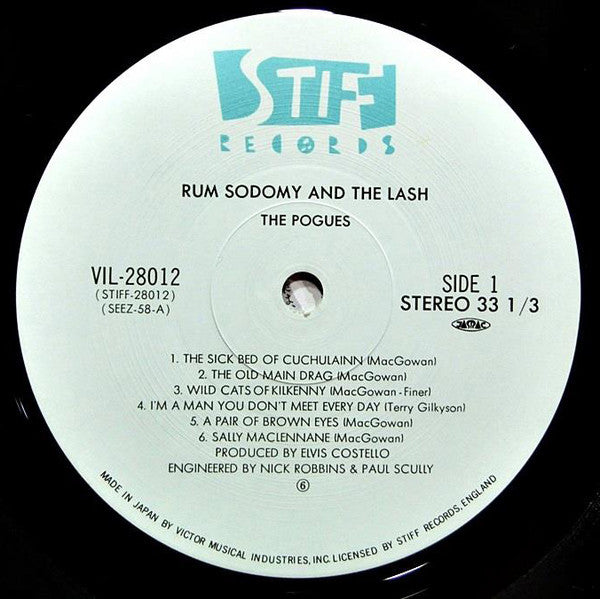 STIFF
RECORDS
RUM SODOMY AND THE LASH
THE POGUES
VIL-28012
(STIFF-28012)
(SEEZ-58-A)
SIDE 1
STEREO 33 1/3
JASRAC
1. THE SICK BED OF CUCHULAINN (MacGowan)
2. THE OLD MAIN DRAG (MacGowan)
3. WILD CATS OF KILKENNY (MacGowan-Finer)
4. I'M A MAN YOU DON'T MEET EVERY DAY (Terry Gilkyson)
5. A PAIR OF BROWN EYES (MacGowan)
6. SALLY MACLENNANE (MacGowan)
PRODUCED BY ELVIS COSTELLO
ENGINEERED BY NICK ROBBINS & PAUL SCULLY
⑥
MADE IN JAPAN BY VICTOR MUSICAL INDUSTRIES, INC. LICENSED BY STIFF RECORDS, ENGLAND